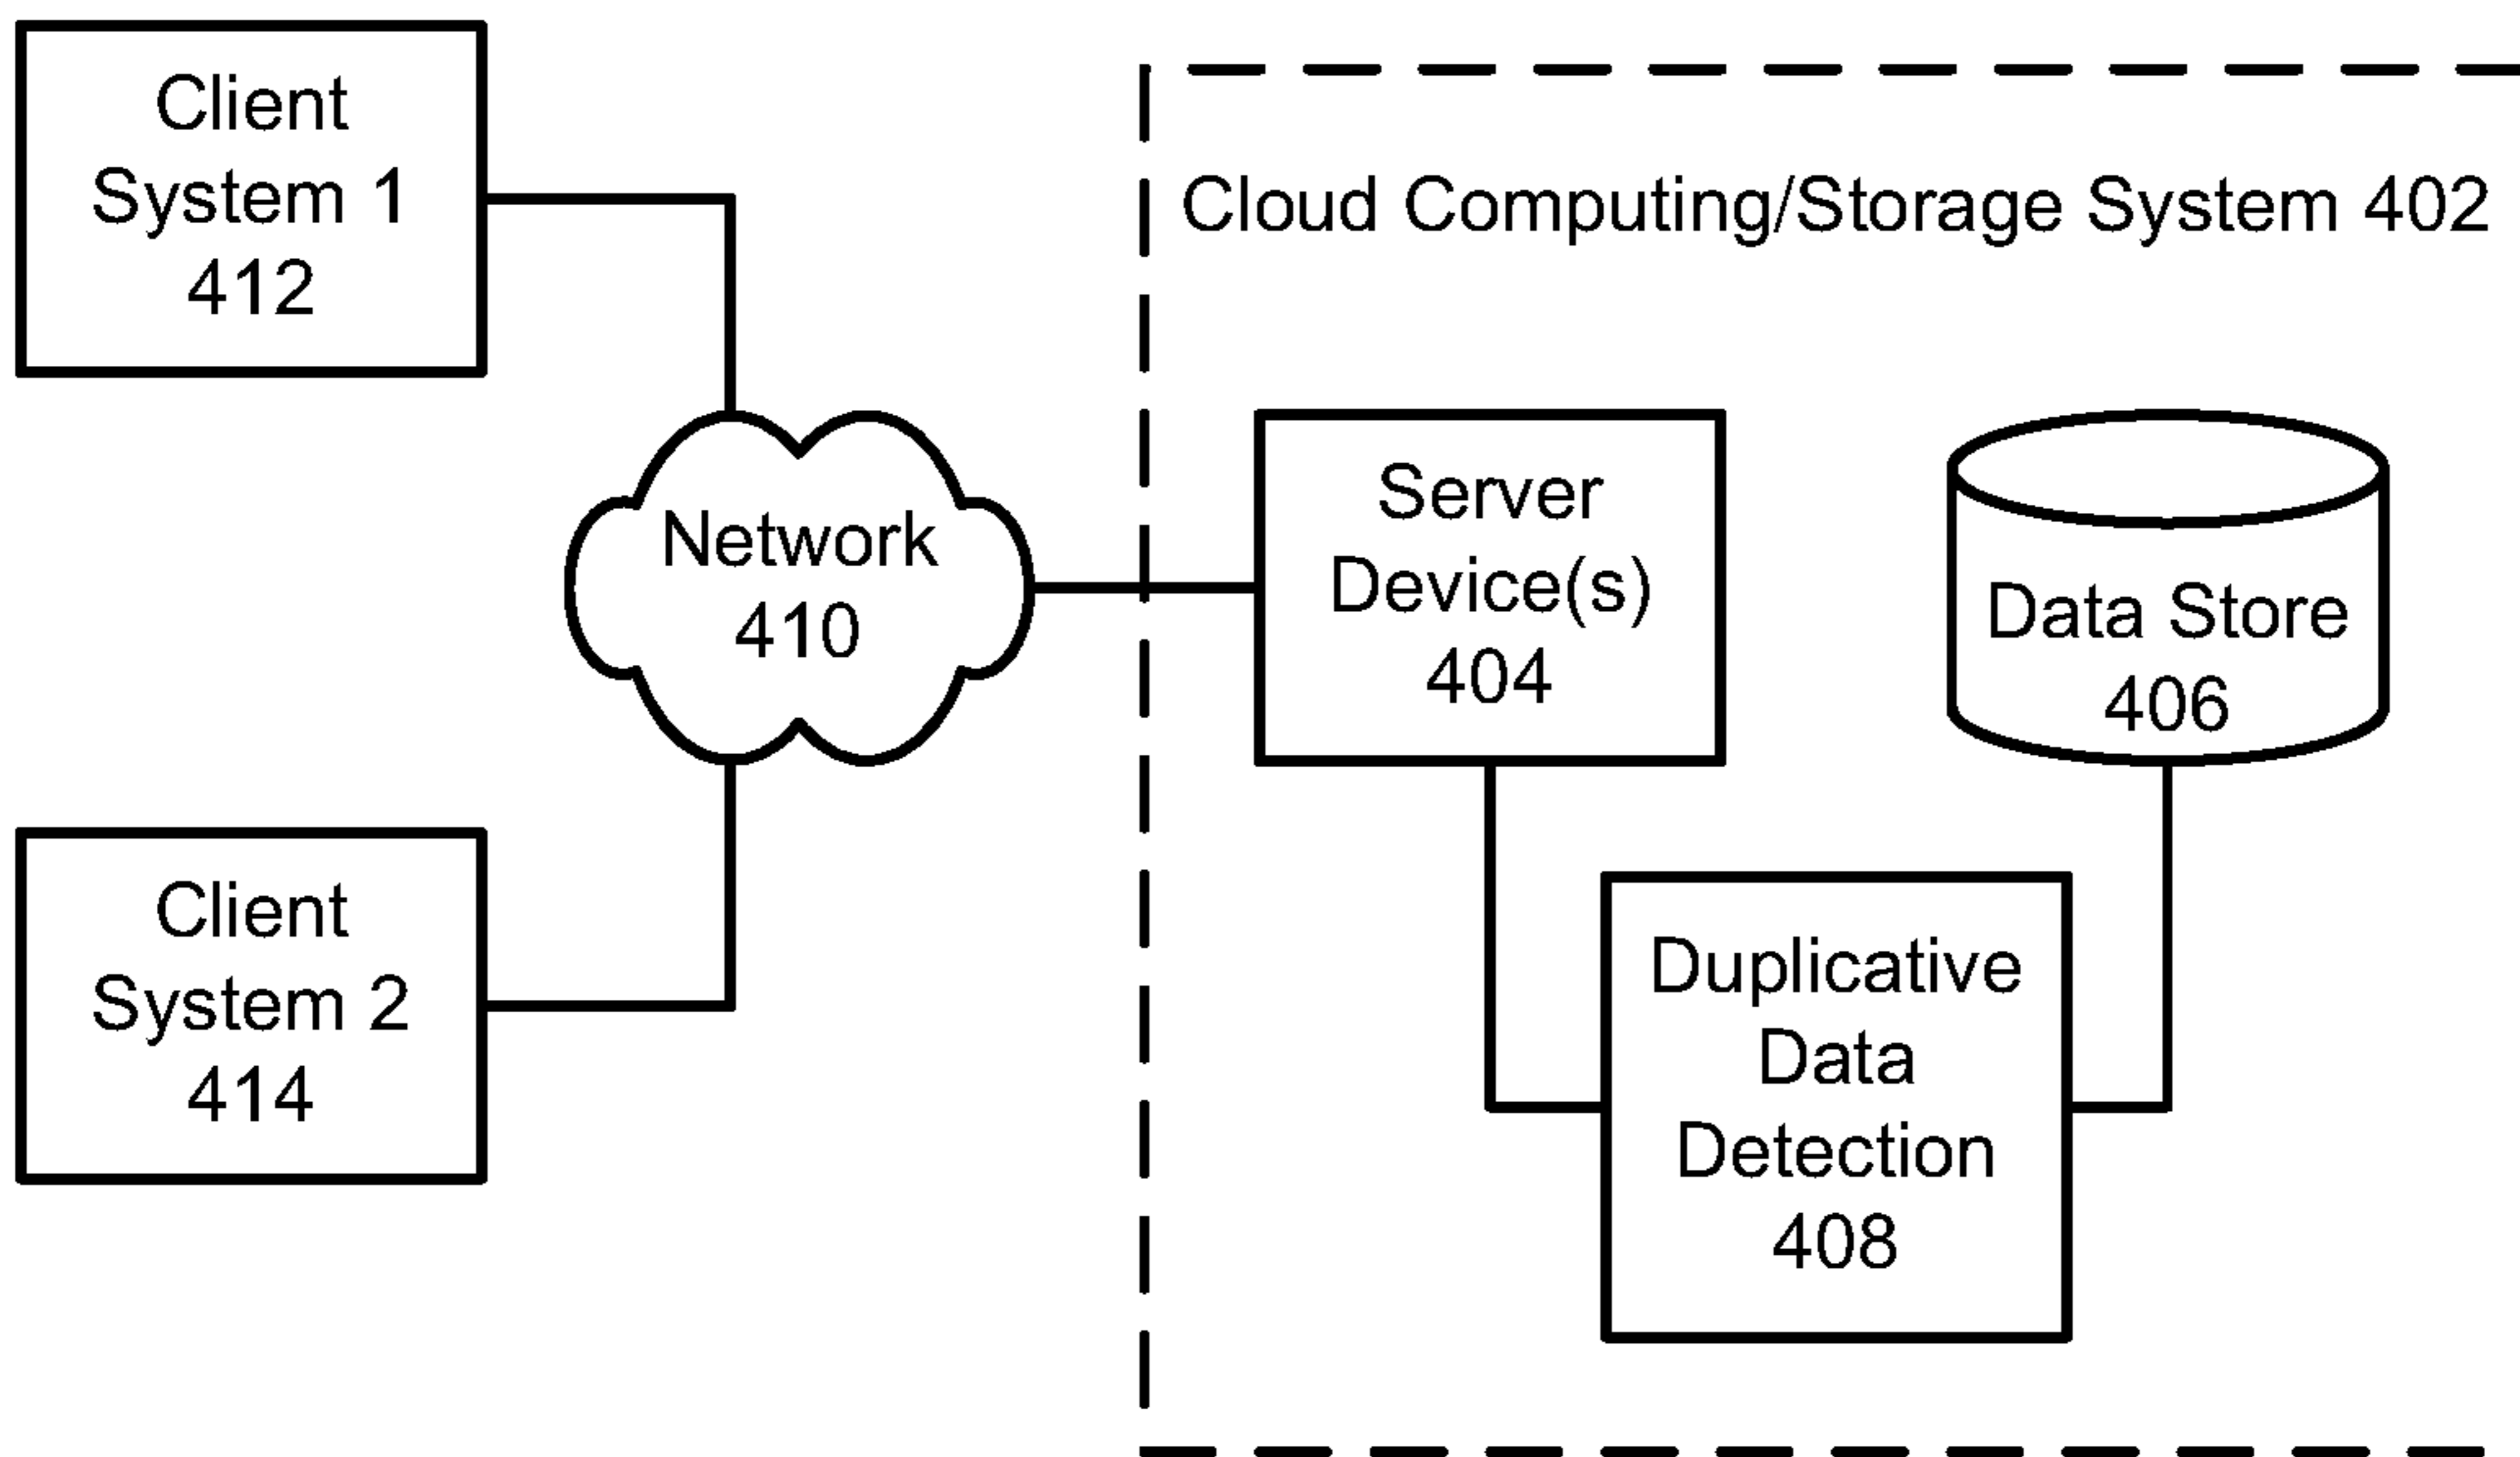 Client
System 1
412
Cloud Computing/Storage System 402
Network
410
Server
Device(s)
404
Data Store
406
Client
System 2
414
Duplicative
Data
Detection
408